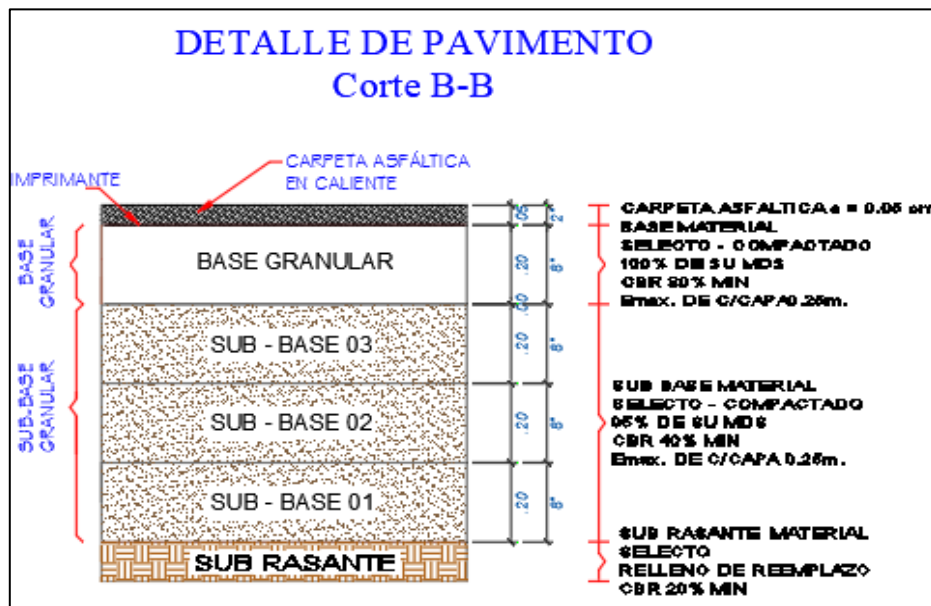 DETALLE DE PAVIMENTO
Corte B-B
CARPETA ASFÁLTICA
EN CALIENTE
IMPRIMANTE
BASE
GRANULAR
SUB-BASE
GRANULAR
BASE GRANULAR
SUB - BASE 03
SUB - BASE 02
SUB - BASE 01
SUB RASANTE
.05
2"
.20
8"
.20
8"
.20
8"
.20
8"
CARPETA ASFALTICA e = 0.05 cm
BASE MATERIAL
SELECTO - COMPACTADO
100% DE SU MDS
CBR 80% MIN
Emax. DE C/CAPA 0.25m.
SUB BASE MATERIAL
SELECTO - COMPACTADO
95% DE SU MDS
CBR 40% MIN
Emax. DE C/CAPA 0.25m.
SUB RASANTE MATERIAL
SELECTO
RELLENO DE REEMPLAZO
CBR 20% MIN